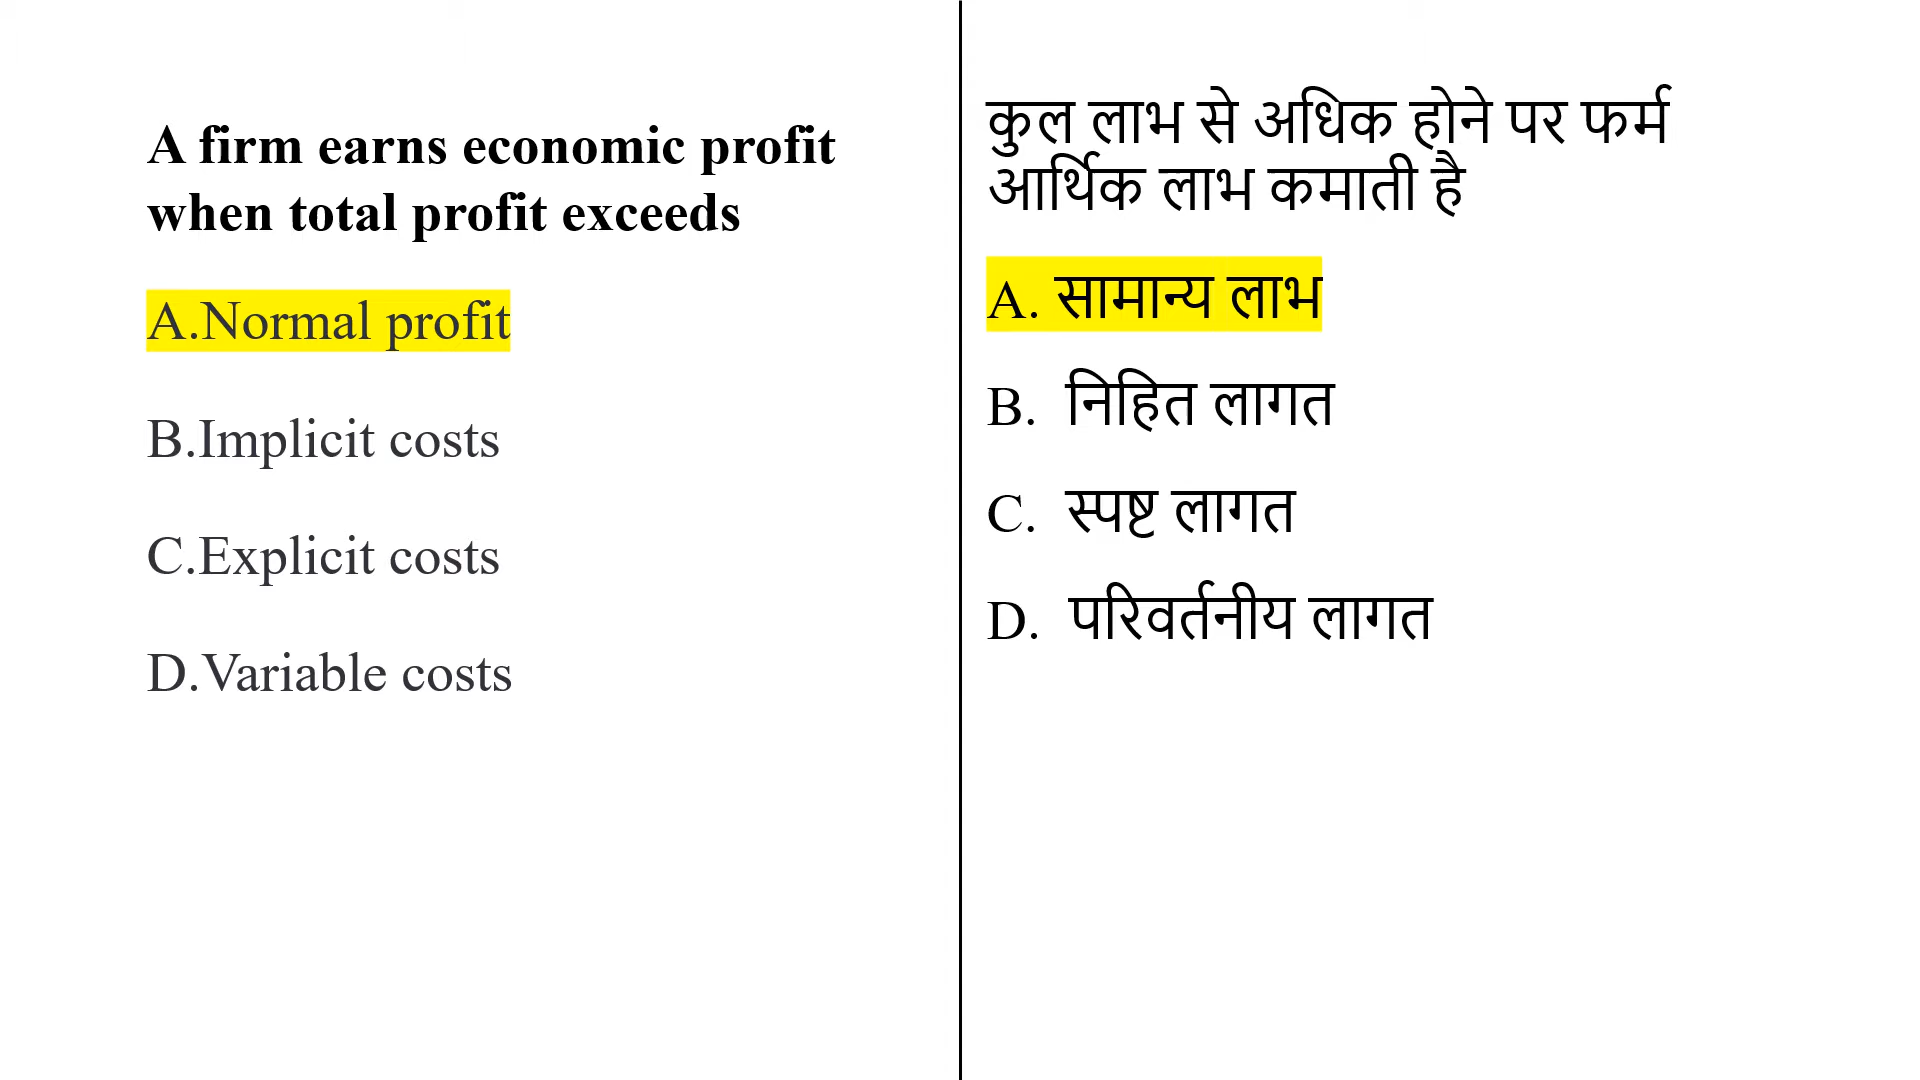 A firm earns economic profit
when total profit exceeds
A.Normal profit
B.Implicit costs
C.Explicit costs
D.Variable costs
कुल लाभ से अधिक होने पर फर्म
आर्थिक लाभ कमाती है
A. सामान्य लाभ
B. निहित लागत
C. स्पष्ट लागत
D. परिवर्तनीय लागत